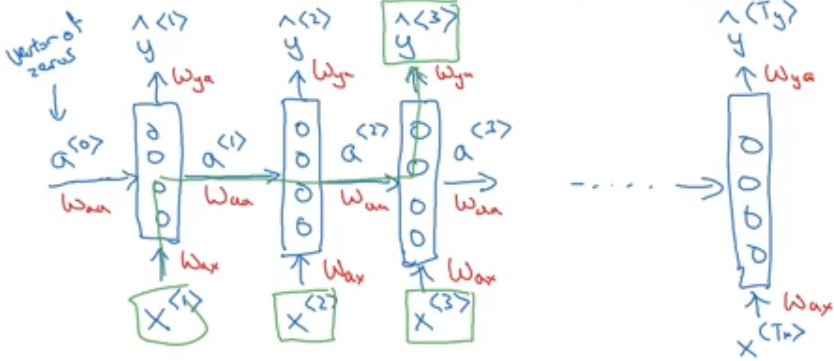 vector of zeros
ŷ<1> ŷ<2> ŷ<3> ŷ<Ty>
Wya Wya Wya Wya
a<0> a<1> a<2> a<3>
Waa Waa Waa Waa
Wax Wax Wax Wax
x<1> x<2> x<3> x<Tx>